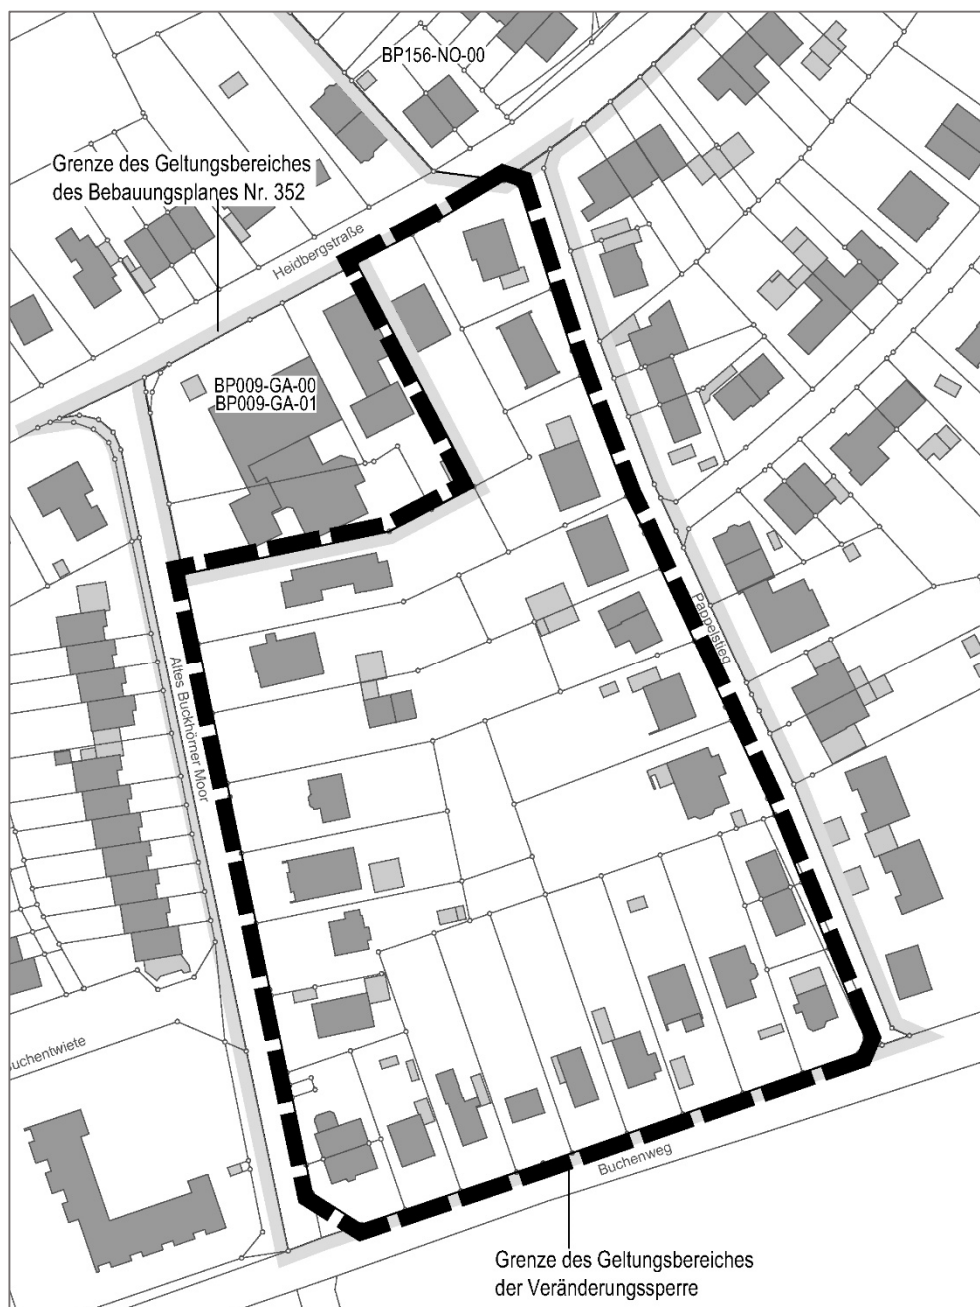 BP156-NO-00
Grenze des Geltungsbereiches
des Bebauungsplanes Nr. 352
Heidbergstraße
BP009-GA-00
BP009-GA-01
Pappelstieg
Altes Buckhörner Moor
Buchentwiete
Buchenweg
Grenze des Geltungsbereiches
der Veränderungssperre